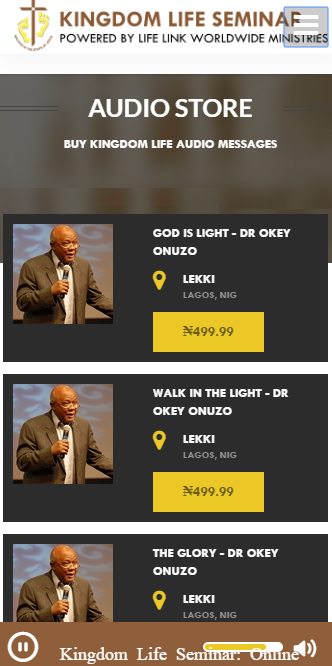 KINGDOM LIFE SEMINAR
POWERED BY LIFE LINK WORLDWIDE MINISTRIES
AUDIO STORE
BUY KINGDOM LIFE AUDIO MESSAGES
GOD IS LIGHT - DR OKEY
ONUZO
LEKKI
LAGOS, NIG
₦499.99
WALK IN THE LIGHT - DR
OKEY ONUZO
LEKKI
LAGOS, NIG
₦499.99
THE GLORY - DR OKEY
ONUZO
LEKKI
LAGOS, NIG
Kingdom Life Seminar: Online